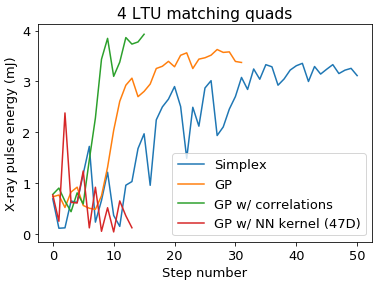 4 LTU matching quads
X-ray pulse energy (mJ)
4
3
2
1
0
Simplex
GP
GP w/ correlations
GP w/ NN kernel (47D)
0 10 20 30 40 50
Step number